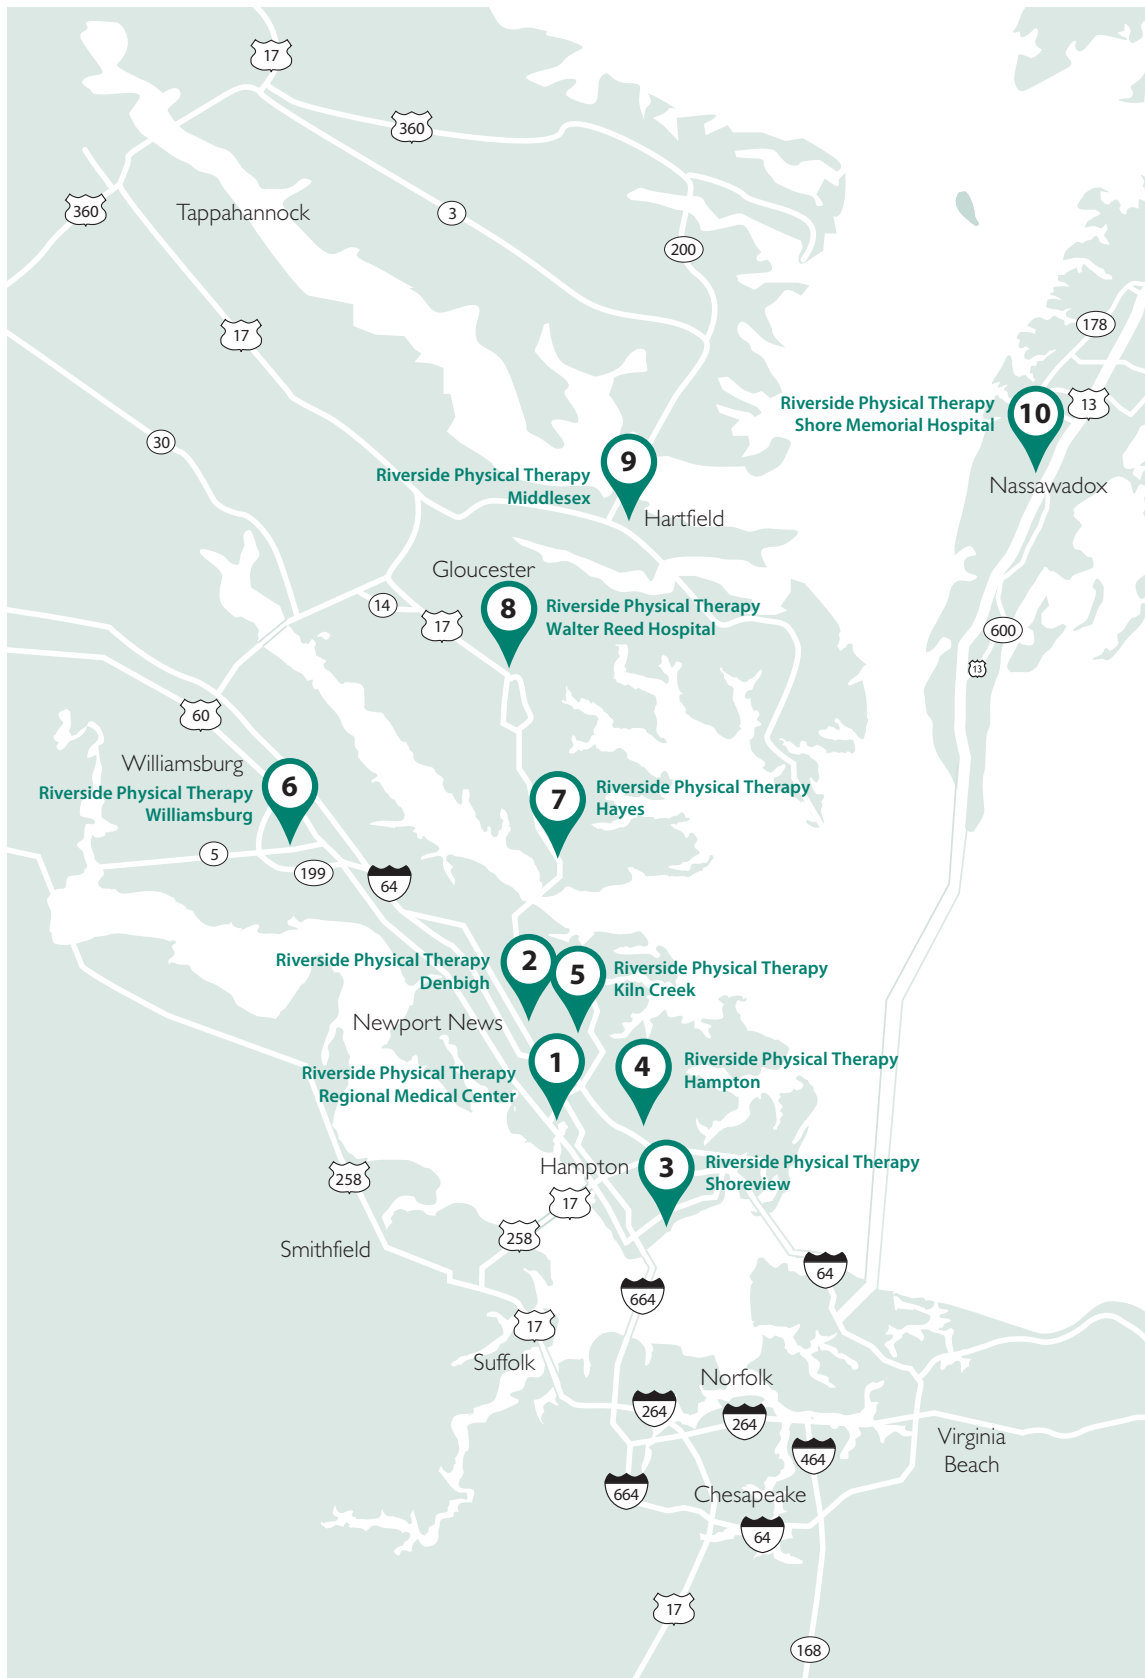 17
360
360
Tappahannock
3
200
17
178
30
Riverside Physical Therapy
Shore Memorial Hospital
10
13
Nassawadox
9
Riverside Physical Therapy
Middlesex
Hartfield
Gloucester
14
17
8
Riverside Physical Therapy
Walter Reed Hospital
600
13
60
Williamsburg
Riverside Physical Therapy
Williamsburg
6
7
Riverside Physical Therapy
Hayes
5
199
64
Riverside Physical Therapy
Denbigh
2
5
Riverside Physical Therapy
Kiln Creek
Newport News
Riverside Physical Therapy
Regional Medical Center
1
4
Riverside Physical Therapy
Hampton
Hampton
3
Riverside Physical Therapy
Shoreview
258
17
258
Smithfield
64
664
17
Suffolk
Norfolk
264
264
Virginia
Beach
464
664
Chesapeake
64
17
168